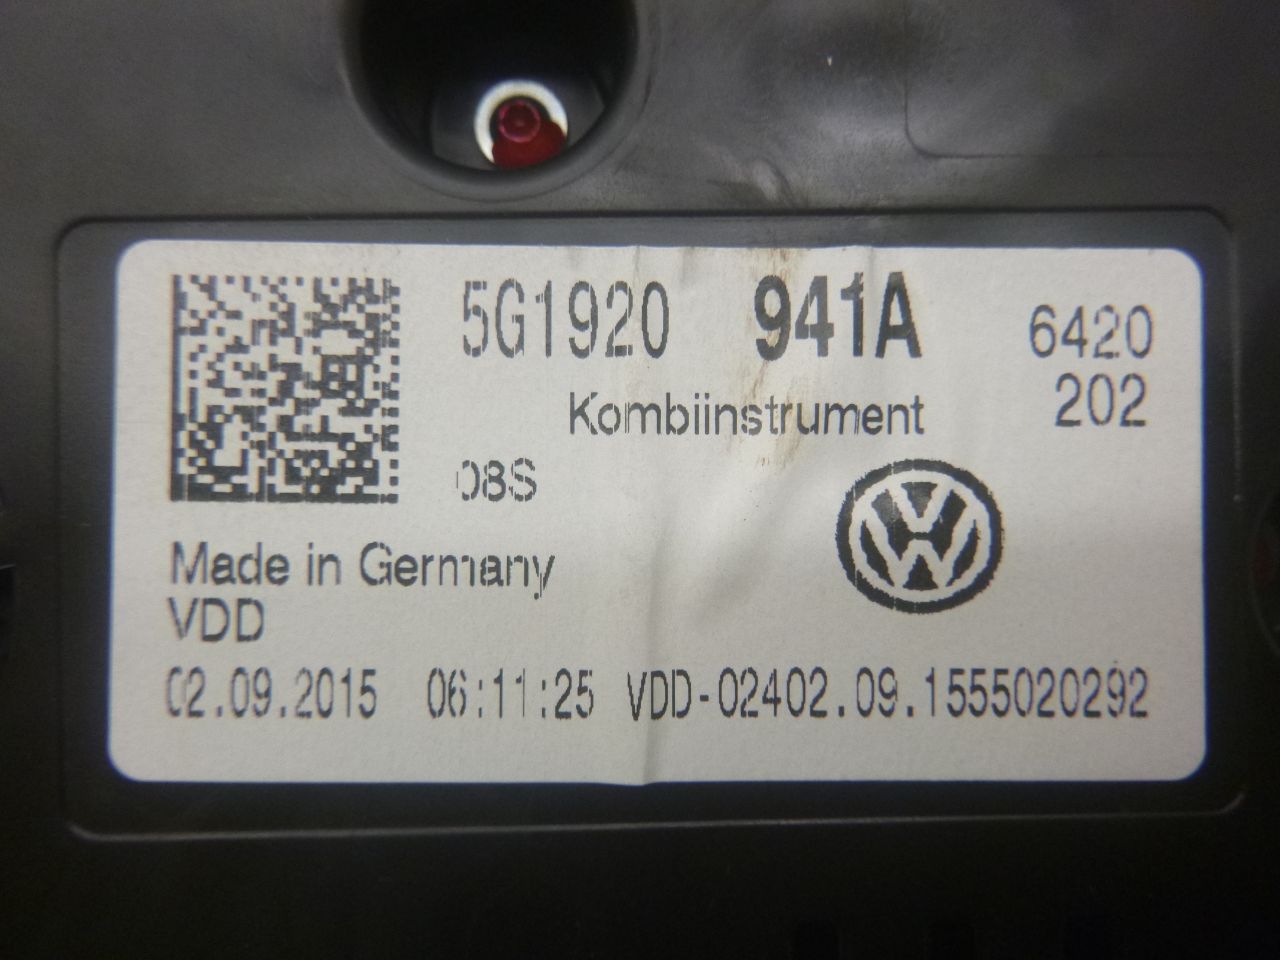 5G1920 941A 6420
Kombiinstrument 202
08S
Made in Germany
VDD
02.09.2015 06:11:25 VDD-02402.09.1555020292